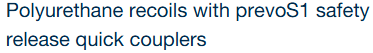 Polyurethane recoils with prevoS1 safety
release quick couplers